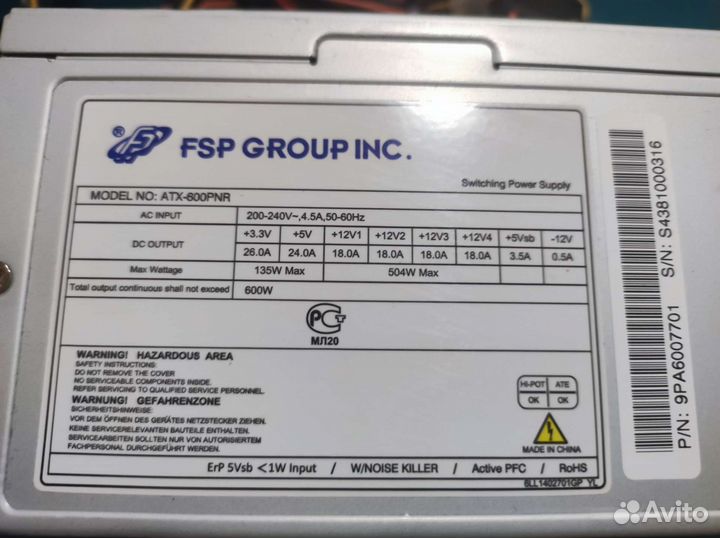 ® FSP GROUP INC.
Switching Power Supply
MODEL NO: ATX-600PNR
AC INPUT 200-240V~,4.5A,50-60Hz
DC OUTPUT +3.3V +5V +12V1 +12V2 +12V3 +12V4 +5Vsb -12V
26.0A 24.0A 18.0A 18.0A 18.0A 18.0A 3.5A 0.5A
Max Wattage 135W Max 504W Max
Total output continuous shall not exceed 600W
РСТ
МЛ20
WARNING! HAZARDOUS AREA
SAFETY INSTRUCTIONS:
DO NOT REMOVE THE COVER
NO SERVICEABLE COMPONENTS INSIDE.
REFER SERVICING TO QUALIFIED SERVICE PERSONNEL
WARNUNG! GEFAHRENZONE
SICHERHEITSHINWEISE:
VOR DEM ÖFFNEN DES GERÄTES NETZSTECKER ZIEHEN.
KEINE SERVICERELEVANTEN BAUTEILE ENTHALTEN.
SERVICEARBEITEN SOLLTEN NUR VON AUTORISIERTEM
FACHPERSONAL DURCHGEFÜHRT WERDEN.
HI-POT ATE
OK OK
MADE IN CHINA
ErP 5Vsb <1W Input / W/NOISE KILLER / Active PFC / RoHS
6LL1402701GP YL
P/N: 9PA6007701 S/N: S4381000316
Avito